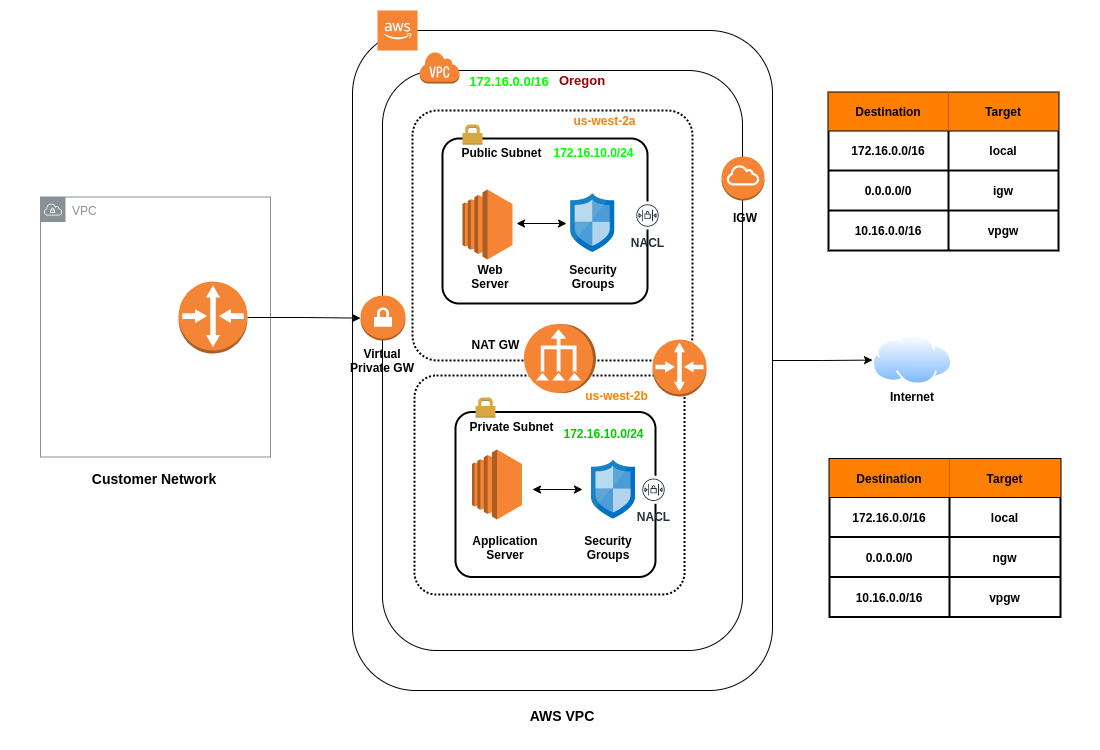 aws
VPC
172.16.0.0/16 Oregon
us-west-2a
Public Subnet 172.16.10.0/24
Web
Server
Security
Groups
NACL
IGW
VPC
Customer Network
Virtual
Private GW
NAT GW
us-west-2b
Private Subnet 172.16.10.0/24
Application
Server
Security
Groups
NACL
AWS VPC
Destination Target
172.16.0.0/16 local
0.0.0.0/0 igw
10.16.0.0/16 vpgw
Internet
Destination Target
172.16.0.0/16 local
0.0.0.0/0 ngw
10.16.0.0/16 vpgw